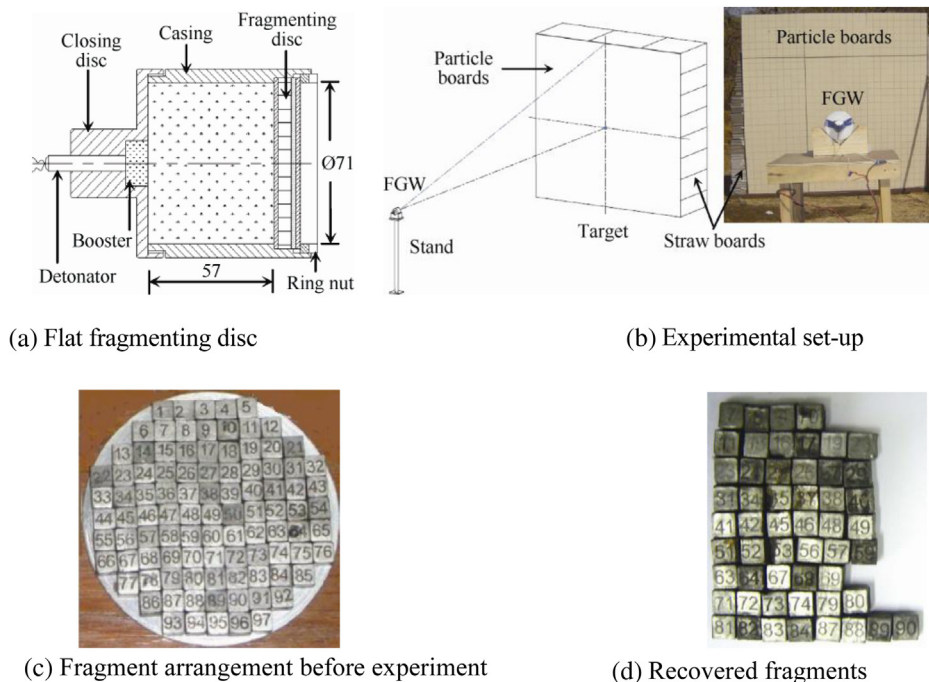 Closing
disc
Casing
Fragmenting
disc
Ø71
Booster
Detonator
57
Ring nut
(a) Flat fragmenting disc
Particle
boards
FGW
Stand
Target
Straw boards
Particle boards
FGW
(b) Experimental set-up
1 2 3 4 5
6 7 8 9 10 11 12
13 14 15 16 17 18 19 20
23 24 25 26 27 28 29 30 31 32
33 34 35 36 37 38 39 40 41 42 43
44 45 46 47 48 49 50 51 52 53 54
55 56 57 58 59 60 61 62 63 64 65
66 67 68 69 70 71 72 73 74 75 76
77 78 79 80 81 82 83 84 85
86 87 88 89 90 91 92
93 94 95 96 97
(c) Fragment arrangement before experiment
7
16 17 19
23 26 29
31 34 35 37 38 40
41 42 45 46 48 49
51 52 53 56 57 59
63 64 67 68 69
71 72 73 74 79 80
81 82 83 84 87 88 89 90
(d) Recovered fragments